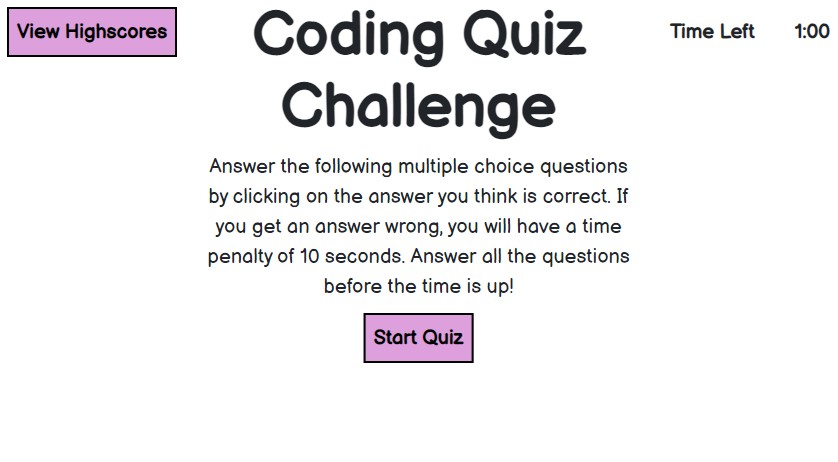 View Highscores
Coding Quiz
Challenge
Time Left 1:00
Answer the following multiple choice questions
by clicking on the answer you think is correct. If
you get an answer wrong, you will have a time
penalty of 10 seconds. Answer all the questions
before the time is up!
Start Quiz